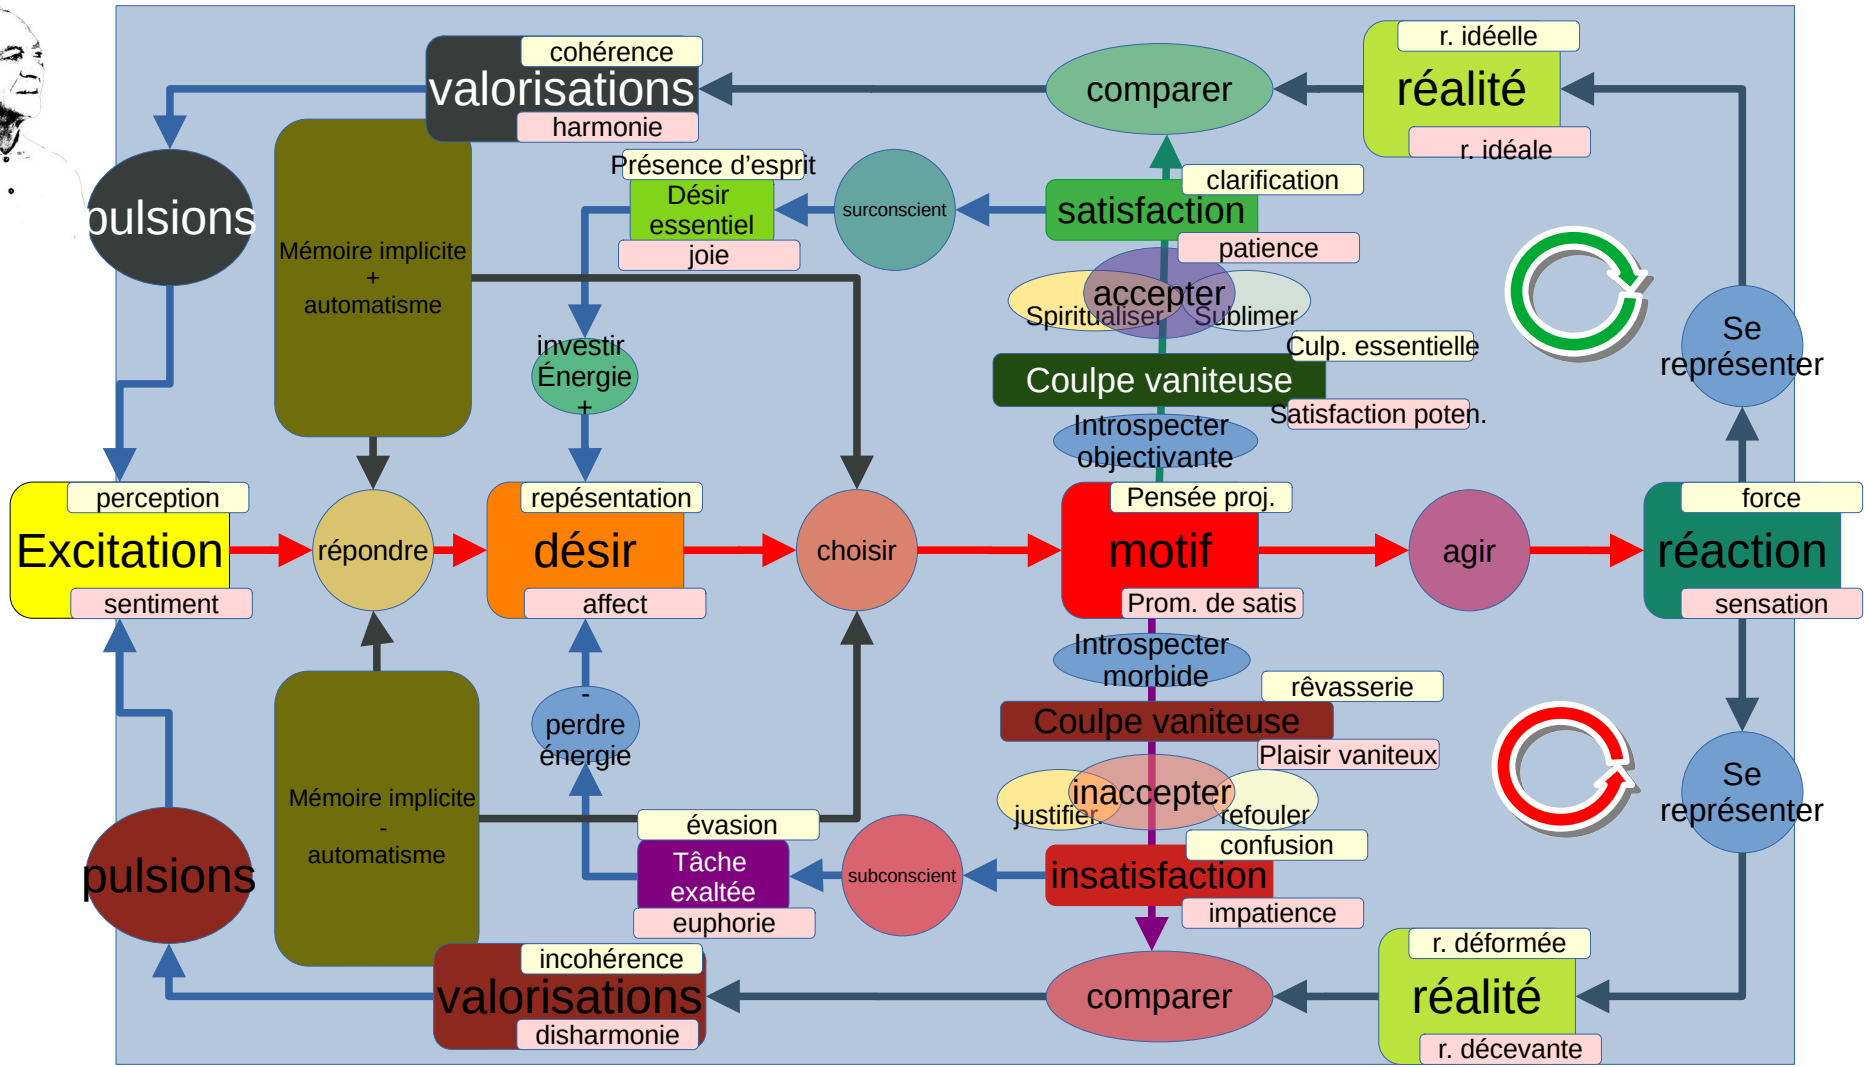 cohérence
valorisations
harmonie
comparer
r. idéelle
réalité
r. idéale
pulsions
Mémoire implicite
+
automatisme
Présence d'esprit
Désir
essentiel
joie
surconscient
clarification
satisfaction
patience
accepter
Spiritualiser
Sublimer
investir
Énergie
+
Culp. essentielle
Coulpe vaniteuse
Satisfaction poten.
Introspecter
objectivante
Se
représenter
perception
Excitation
sentiment
répondre
repésentation
désir
affect
choisir
Pensée proj.
motif
Prom. de satis
agir
force
réaction
sensation
Introspecter
morbide
rêvasserie
Coulpe vaniteuse
Plaisir vaniteux
-
perdre
énergie
inaccepter
justifier.
refouler
Se
représenter
Mémoire implicite
-
automatisme
pulsions
évasion
Tâche
exaltée
euphorie
subconscient
confusion
insatisfaction
impatience
incohérence
valorisations
disharmonie
comparer
r. déformée
réalité
r. décevante